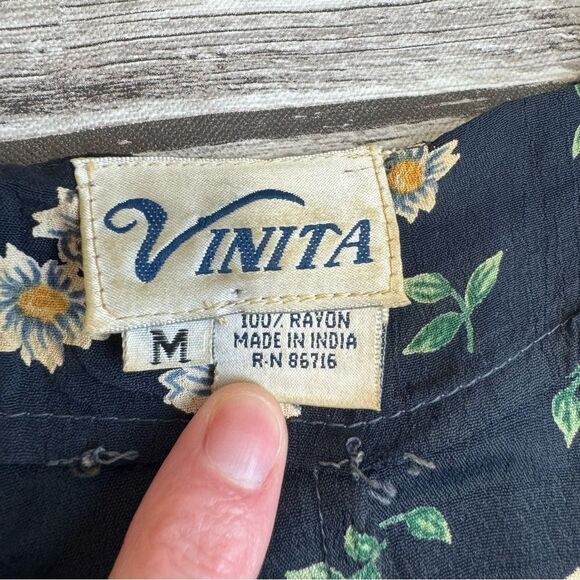 VINITA
M
100% RAYON
MADE IN INDIA
R-N 86716